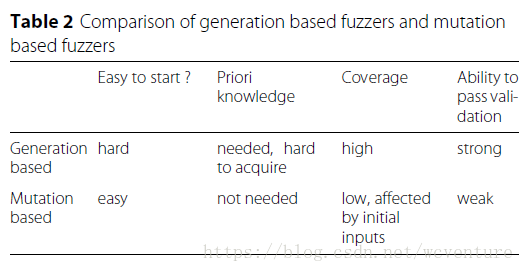 Table 2 Comparison of generation based fuzzers and mutation
based fuzzers
Easy to start ? Priori knowledge Coverage Ability to pass vali-dation
Generation based hard needed, hard to acquire high strong
Mutation based easy not needed low, affected by initial inputs weak
https://blog.csdn.net/wcventure